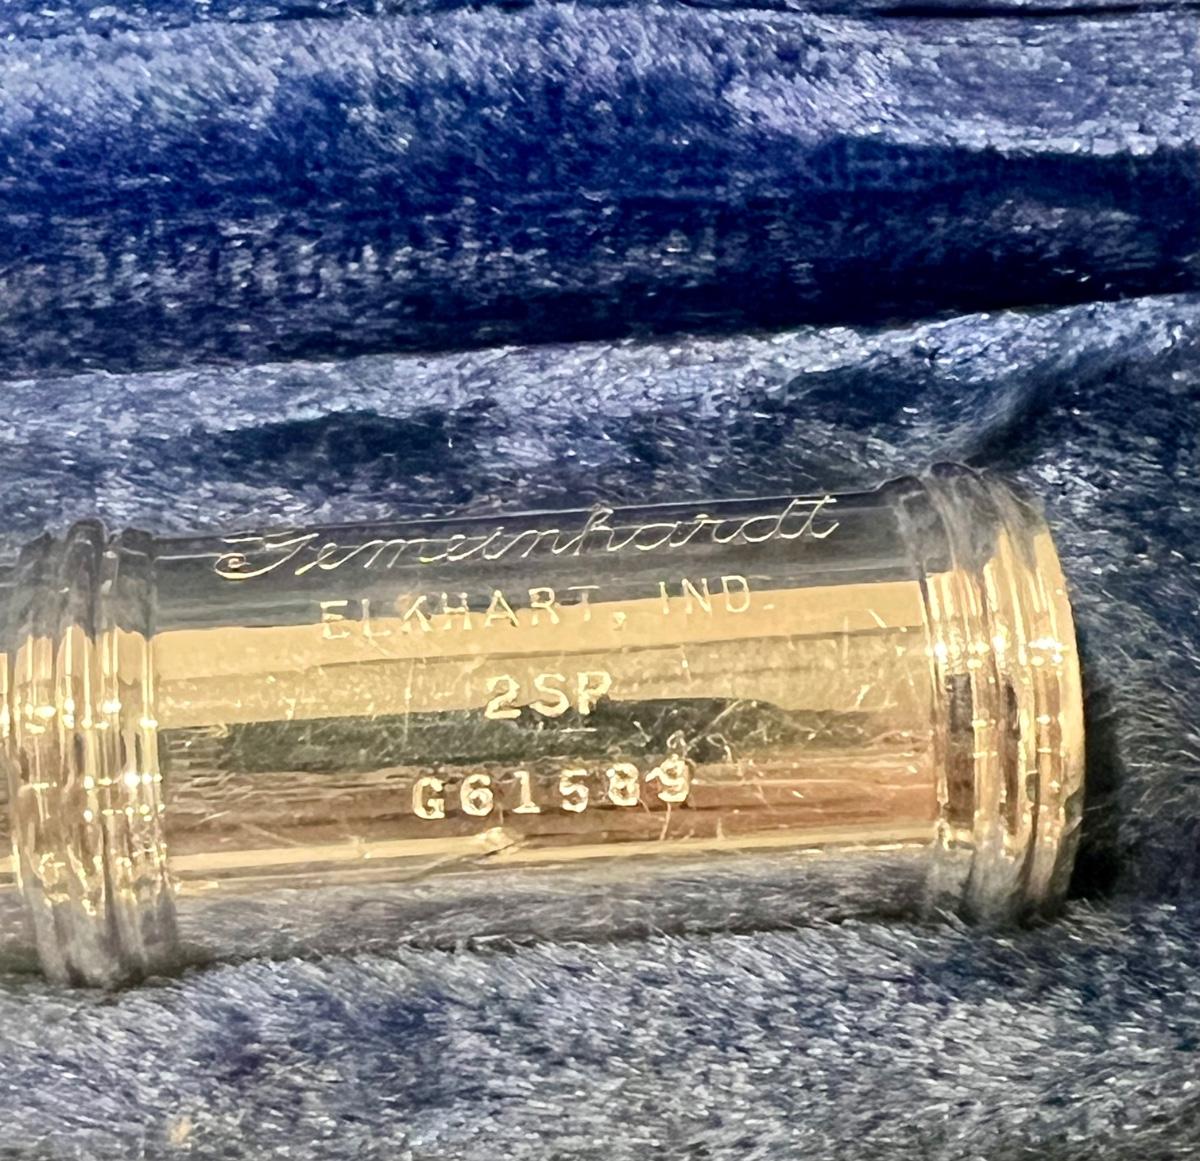 Gemeinhardt
ELKHART, IND.
2SP
G61589